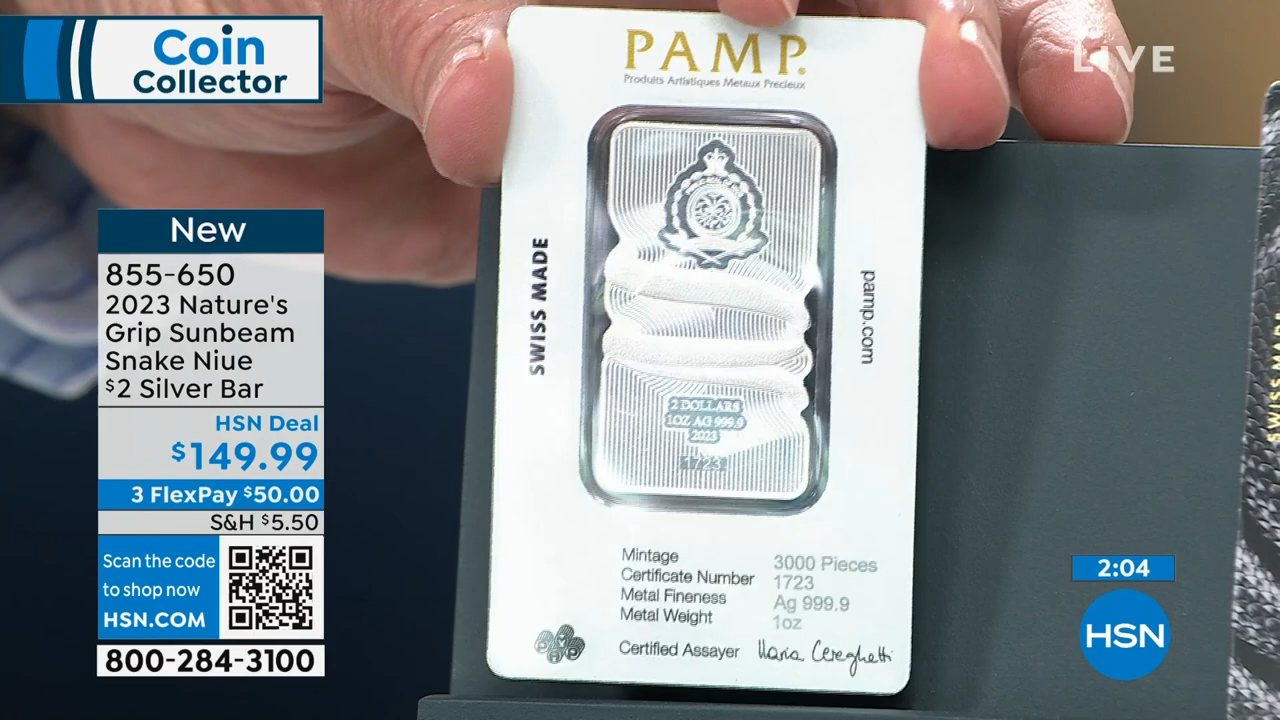 Coin
Collector
LIVE
New
855-650
2023 Nature's
Grip Sunbeam
Snake Niue
$2 Silver Bar
HSN Deal
$149.99
3 FlexPay $50.00
S&H $5.50
Scan the code
to shop now
HSN.COM
800-284-3100
PAMP.
Produits Artistiques Metaux Precieux
SWISS MADE
pamp.com
2 DOLLARS
1OZ AG 999.9
2023
1723
Mintage 3000 Pieces
Certificate Number 1723
Metal Fineness Ag 999.9
Metal Weight 1oz
Certified Assayer
2:04
HSN